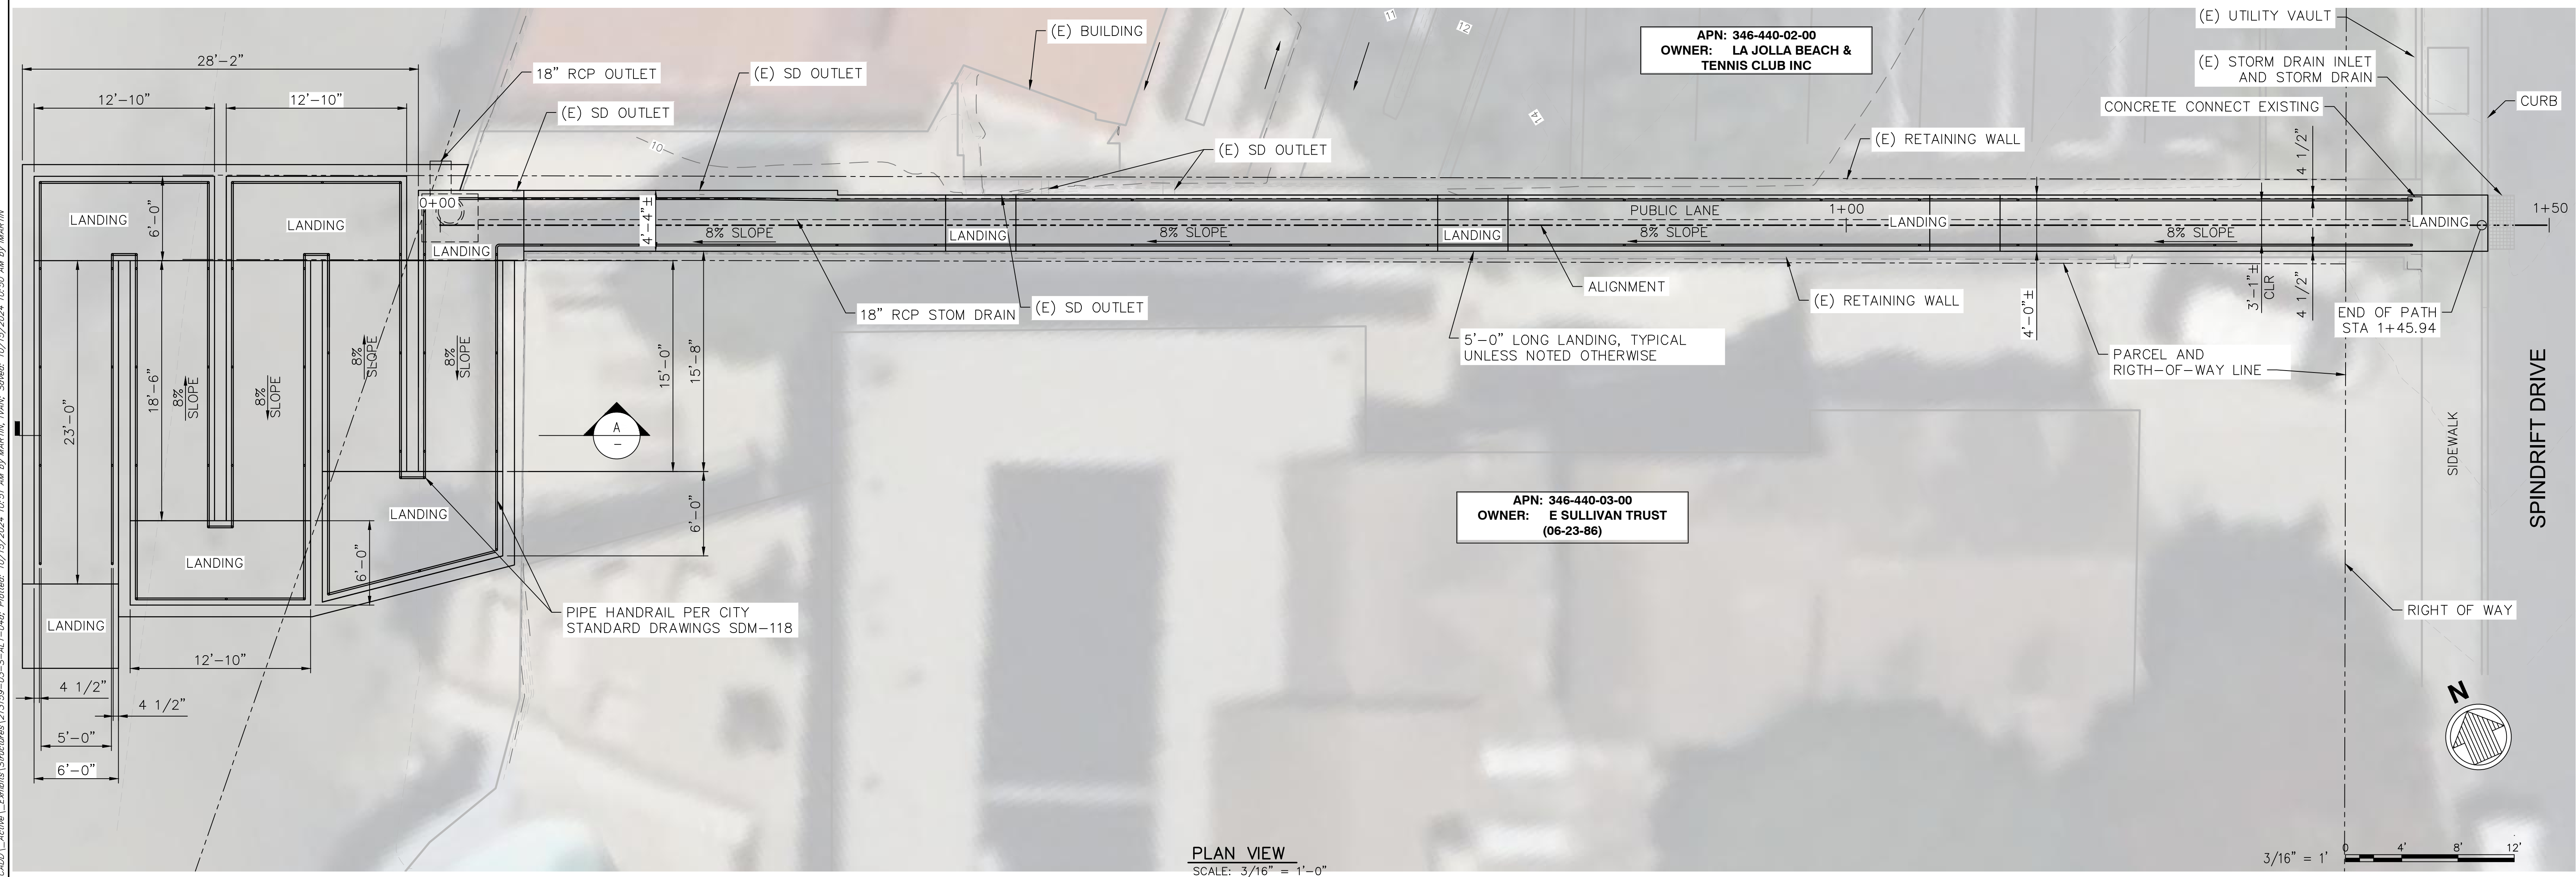 (E) UTILITY VAULT
(E) BUILDING
APN: 346-440-02-00
OWNER: LA JOLLA BEACH &
TENNIS CLUB INC
11
12
14
10
28'-2"
18" RCP OUTLET
(E) SD OUTLET
(E) SD OUTLET
(E) SD OUTLET
(E) STORM DRAIN INLET
AND STORM DRAIN
CONCRETE CONNECT EXISTING
CURB
12'-10"
12'-10"
(E) RETAINING WALL
4 1/2"
LANDING
LANDING
6'-0"
0+00
4'-4"±
LANDING
8% SLOPE
LANDING
8% SLOPE
LANDING
PUBLIC LANE
8% SLOPE
1+00
LANDING
8% SLOPE
LANDING
1+50
18" RCP STOM DRAIN
(E) SD OUTLET
ALIGNMENT
(E) RETAINING WALL
4'-0"±
3'-1"±
CLR
4 1/2"
END OF PATH
STA 1+45.94
5'-0" LONG LANDING, TYPICAL
UNLESS NOTED OTHERWISE
PARCEL AND
RIGTH-OF-WAY LINE
23'-0"
18'-6"
8%
SLOPE
8%
SLOPE
8%
SLOPE
8%
SLOPE
15'-0"
15'-8"
6'-0"
A
-
LANDING
LANDING
6'-0"
LANDING
PIPE HANDRAIL PER CITY
STANDARD DRAWINGS SDM-118
APN: 346-440-03-00
OWNER: E SULLIVAN TRUST
(06-23-86)
SIDEWALK
SPINDRIFT DRIVE
RIGHT OF WAY
12'-10"
4 1/2"
4 1/2"
5'-0"
6'-0"
N
PLAN VIEW
SCALE: 3/16" = 1'-0"
3/16" = 1'
0 4' 8' 12'